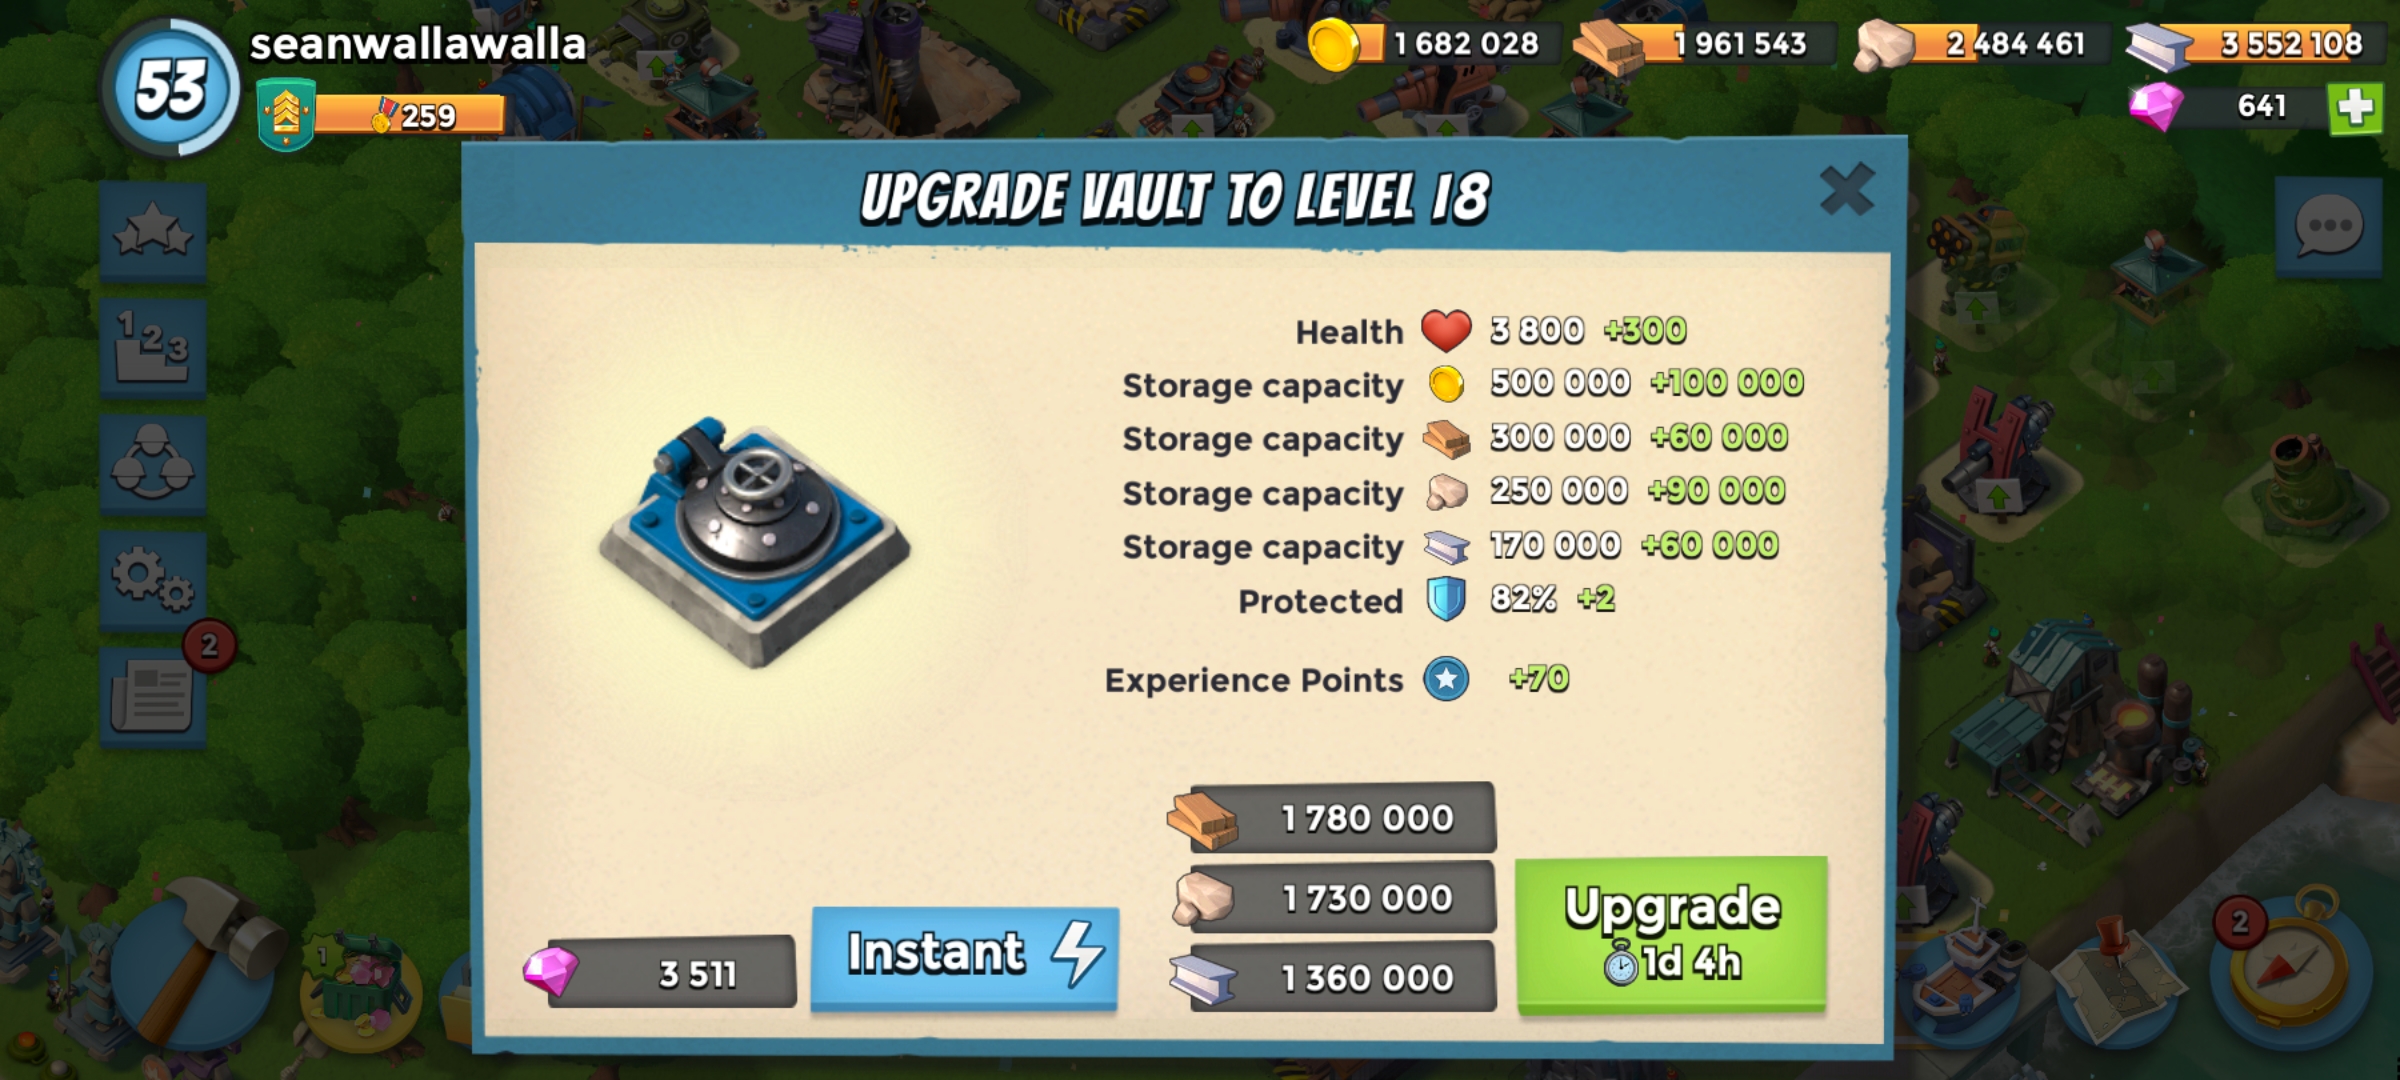 53
seanwallawalla
259
1 682 028
1 961 543
2 484 461
3 552 108
641
UPGRADE VAULT TO LEVEL 18
Health 3 800 +300
Storage capacity 500 000 +100 000
Storage capacity 300 000 +60 000
Storage capacity 250 000 +90 000
Storage capacity 170 000 +60 000
Protected 82% +2
Experience Points +70
1 2 3
2
1
3 511
Instant
1 780 000
1 730 000
1 360 000
Upgrade
1d 4h
2